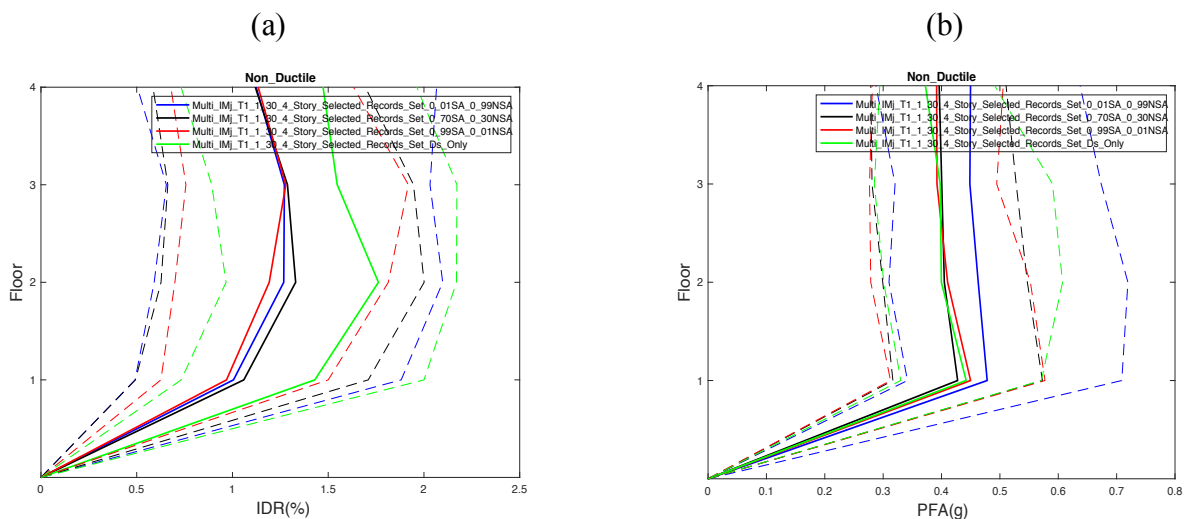 (a)
Non_Ductile
4
Multi_IMj_T1_1_30_4_Story_Selected_Records_Set_0_01SA_0_99NSA
Multi_IMj_T1_1_30_4_Story_Selected_Records_Set_0_70SA_0_30NSA
Multi_IMj_T1_1_30_4_Story_Selected_Records_Set_0_99SA_0_01NSA
Multi_IMj_T1_1_30_4_Story_Selected_Records_Set_Ds_Only
3
Floor
2
1
0 0.5 1 1.5 2 2.5
IDR(%)
(b)
Non_Ductile
4
Multi_IMj_T1_1_30_4_Story_Selected_Records_Set_0_01SA_0_99NSA
Multi_IMj_T1_1_30_4_Story_Selected_Records_Set_0_70SA_0_30NSA
Multi_IMj_T1_1_30_4_Story_Selected_Records_Set_0_99SA_0_01NSA
Multi_IMj_T1_1_30_4_Story_Selected_Records_Set_Ds_Only
3
Floor
2
1
0 0.1 0.2 0.3 0.4 0.5 0.6 0.7 0.8
PFA(g)